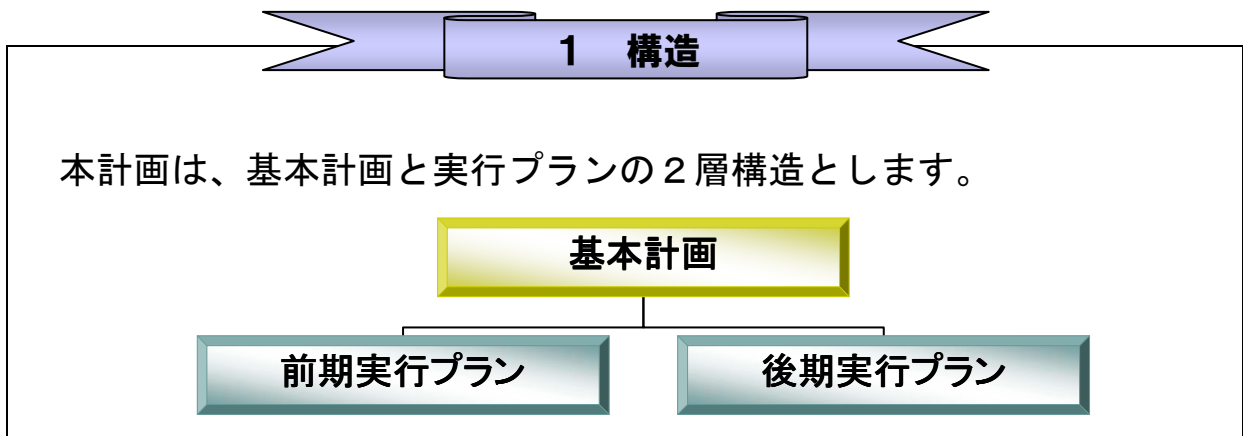 １　構造
本計画は、基本計画と実行プランの２層構造とします。
基本計画
前期実行プラン
後期実行プラン